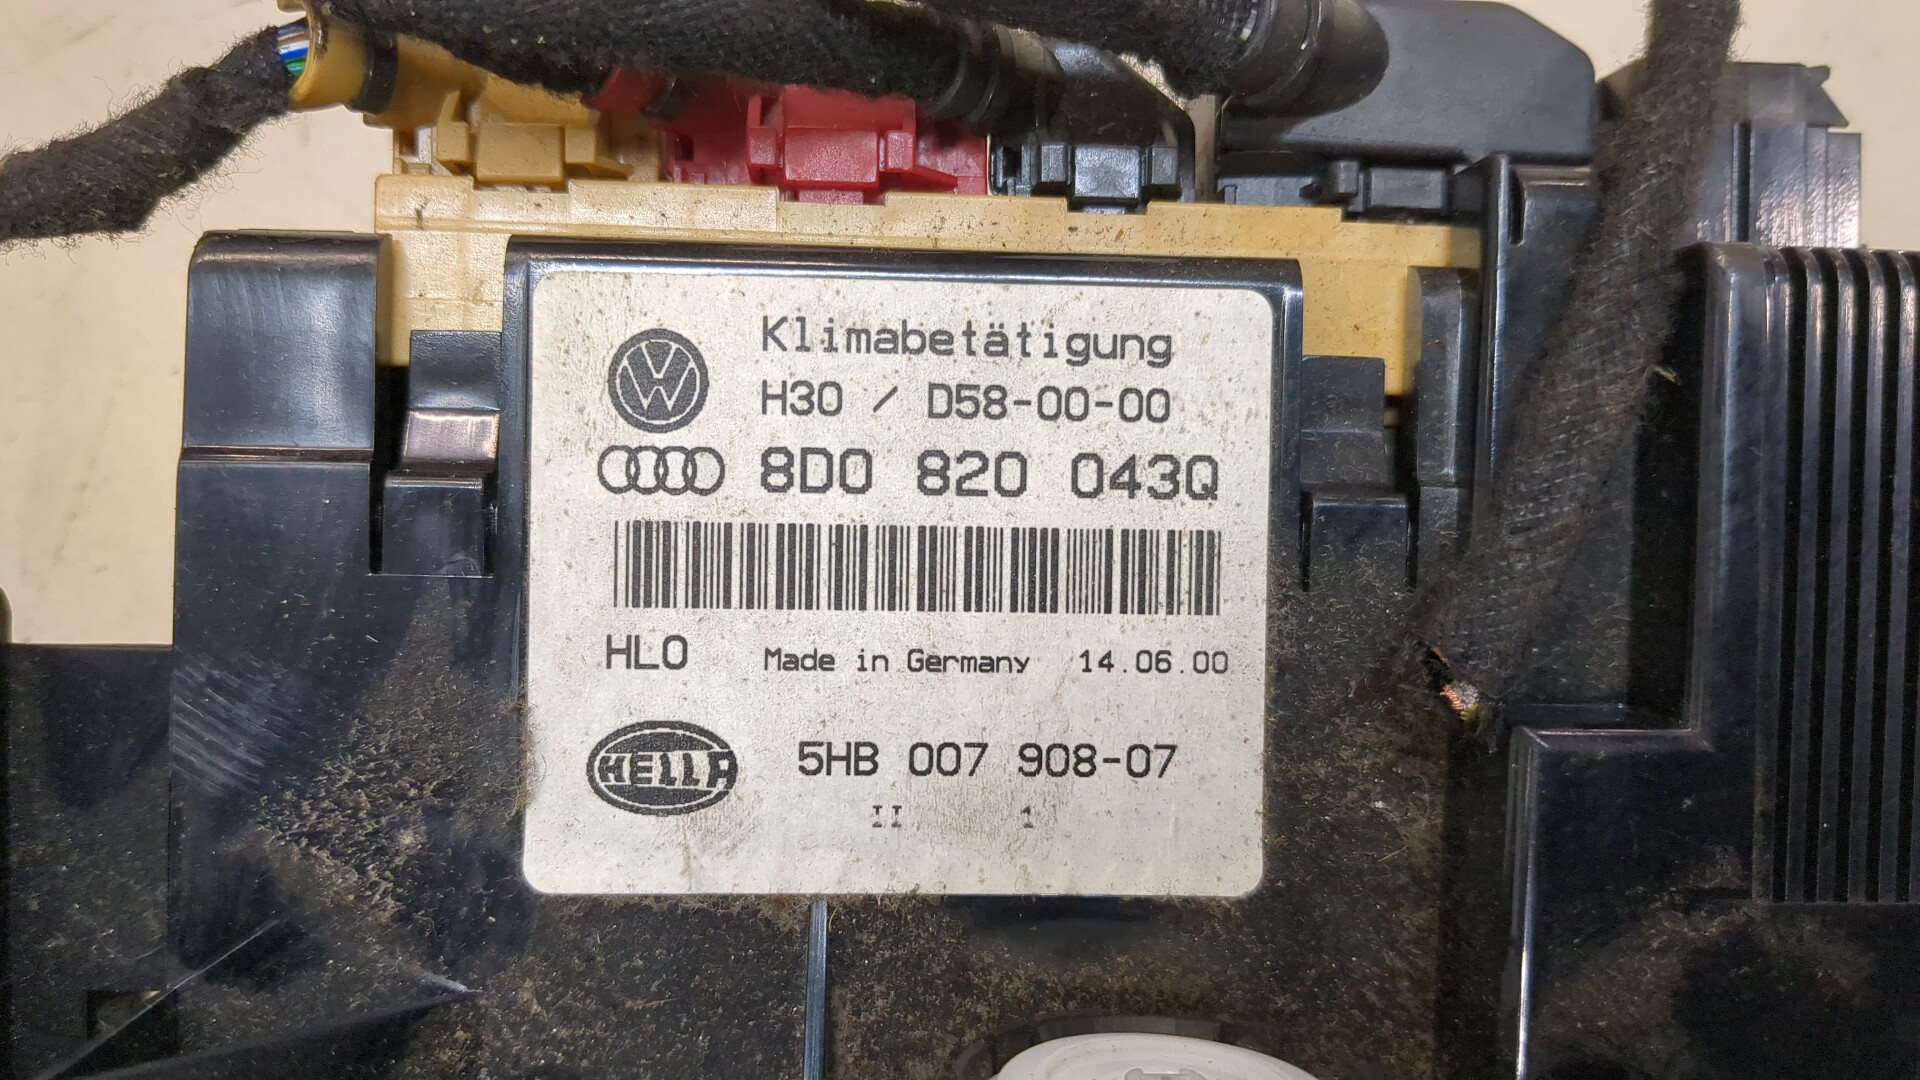 Klimabetätigung
H30 / D58-00-00
8D0 820 043Q
HLO Made in Germany 14.06.00
HELLA 5HB 007 908-07
II 1